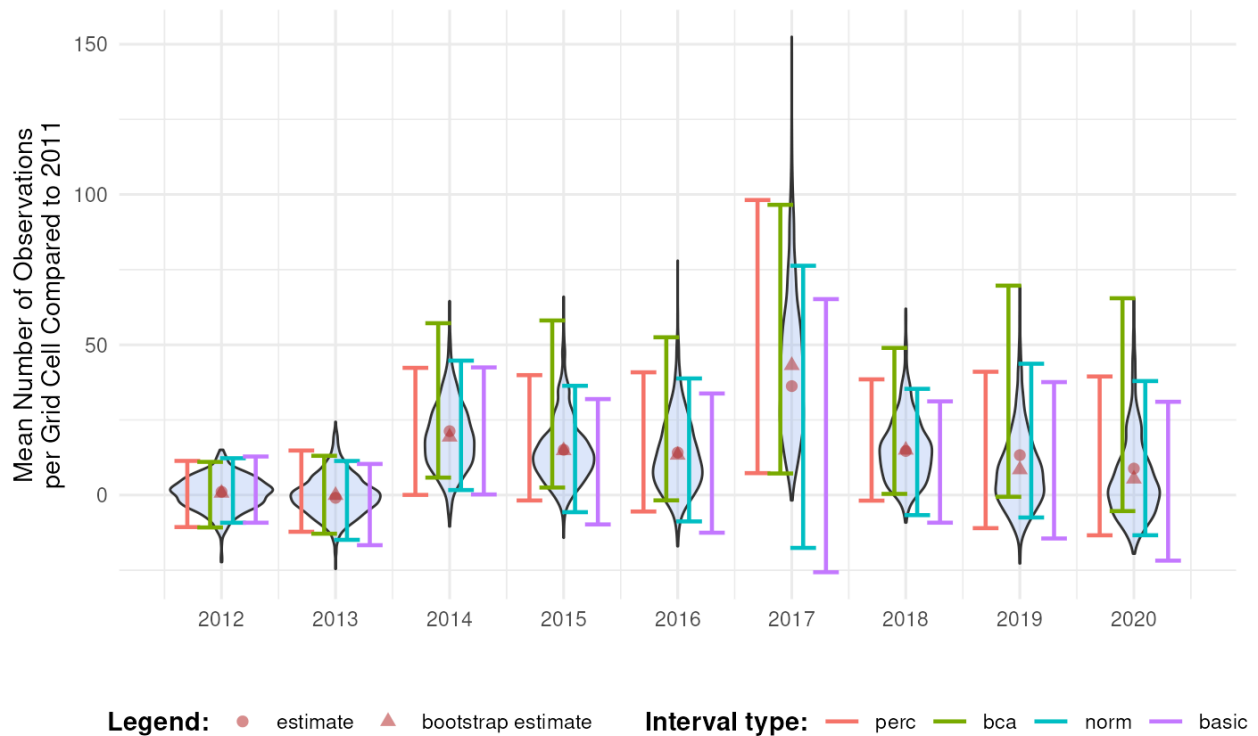 Mean Number of Observations
per Grid Cell Compared to 2011
150
100
50
0
2012 2013 2014 2015 2016 2017 2018 2019 2020
Legend: estimate bootstrap estimate Interval type: perc bca norm basic